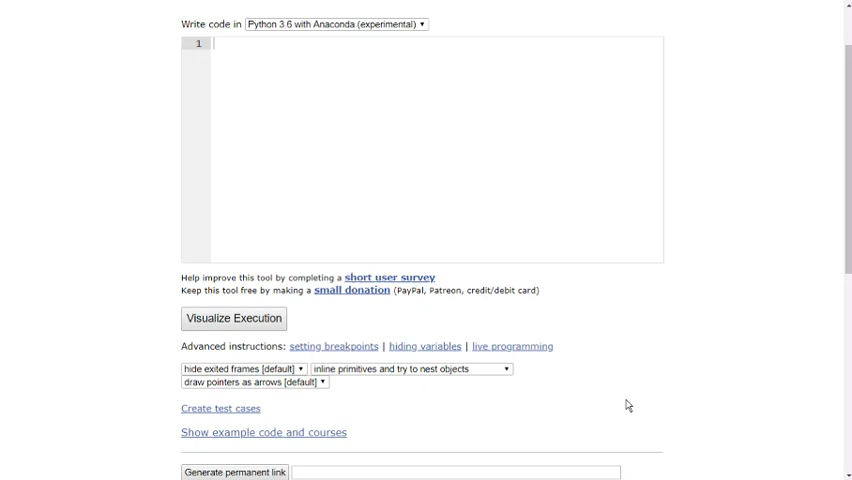 Write code in Python 3.6 with Anaconda (experimental)
1
Help improve this tool by completing a short user survey
Keep this tool free by making a small donation (PayPal, Patreon, credit/debit card)
Visualize Execution
Advanced instructions: setting breakpoints | hiding variables | live programming
hide exited frames [default] inline primitives and try to nest objects
draw pointers as arrows [default]
Create test cases
Show example code and courses
Generate permanent link